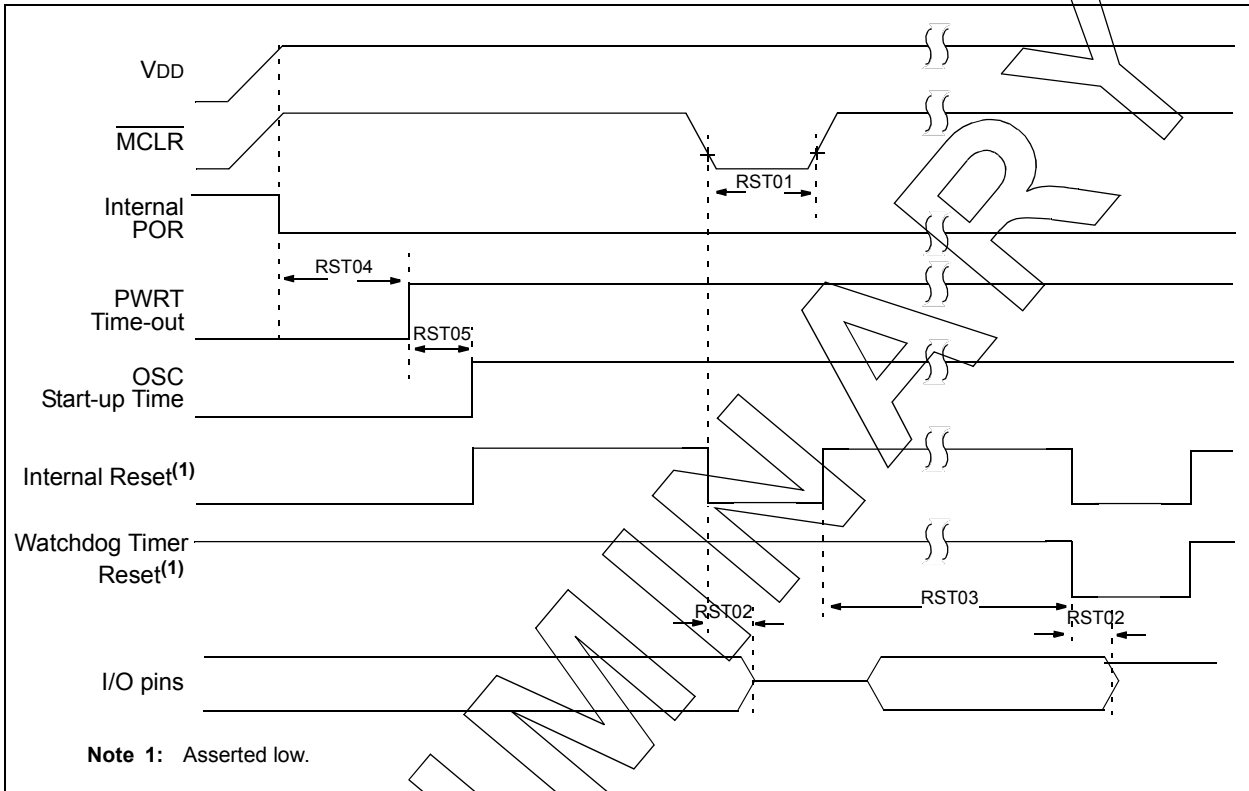 VDD
MCLR
RST01
Internal
POR
RST04
PWRT
Time-out
RST05
OSC
Start-up Time
Internal Reset(1)
Watchdog Timer
Reset(1)
RST03
RST02
RST02
I/O pins
Note 1: Asserted low.
IMINARY